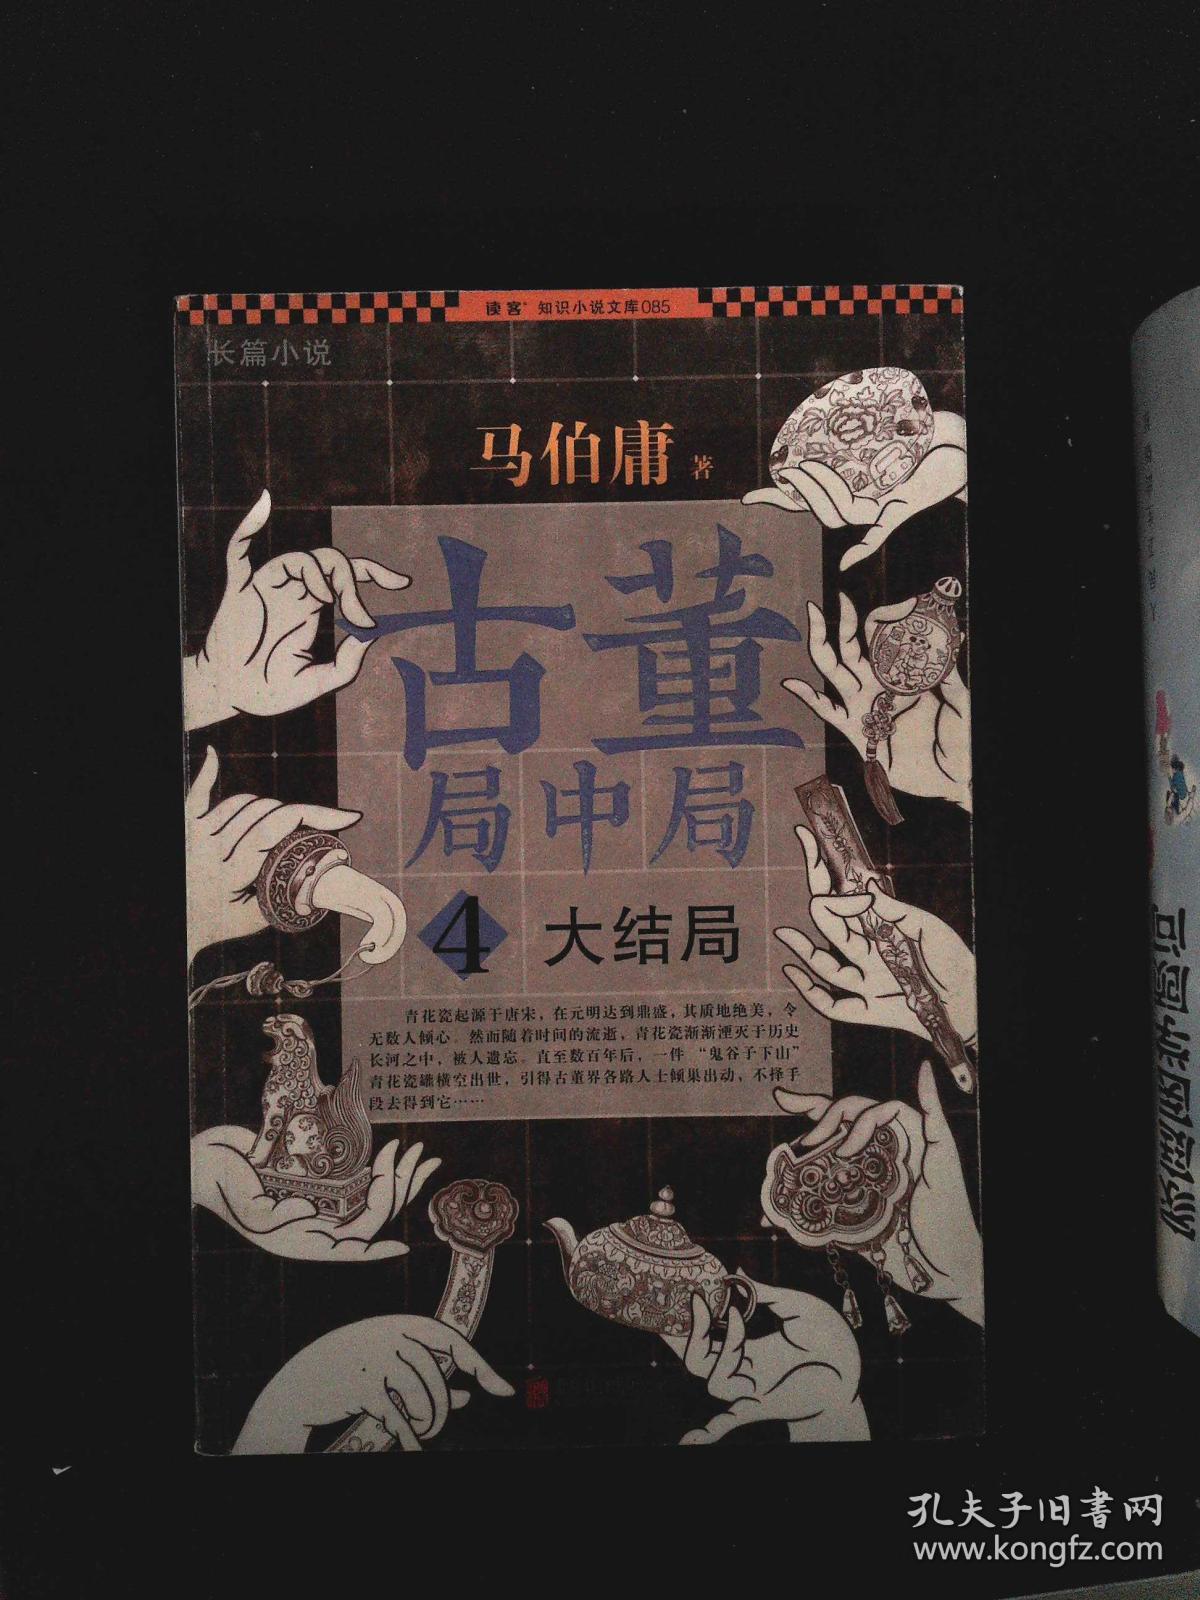 读客 知识小说文库085
长篇小说
马伯庸 著
古董
局中局
4 大结局
青花瓷起源于唐宋，在元明达到鼎盛，其质地绝美，令
无数人倾心。然而随着时间的流逝，青花瓷渐渐湮灭于历史
长河之中，被人遗忘。直至数百年后，一件“鬼谷子下山”
青花瓷罐横空出世，引得古董界各路人士倾巢出动，不择手
段去得到它……
孔夫子旧书网
www.kongfz.com